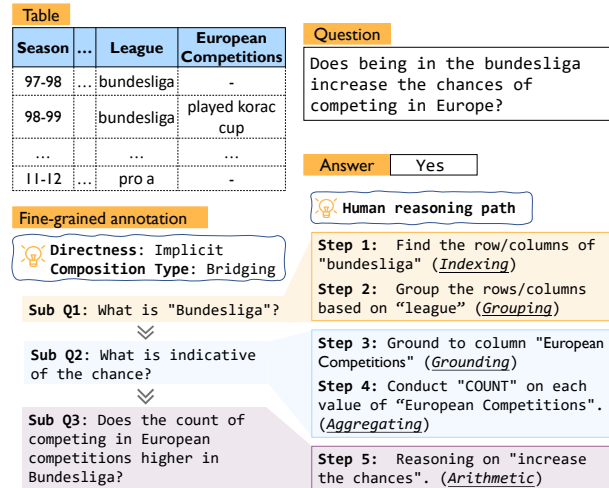 Table
Season ... League European Competitions
97-98 ... bundesliga -
98-99 bundesliga played korac cup
... ... ...
11-12 ... pro a -
Question
Does being in the bundesliga
increase the chances of
competing in Europe?
Answer Yes
Fine-grained annotation
Directness: Implicit
Composition Type: Bridging
Sub Q1: What is "Bundesliga"?
Sub Q2: What is indicative
of the chance?
Sub Q3: Does the count of
competing in European
competitions higher in
Bundesliga?
Human reasoning path
Step 1: Find the row/columns of
"bundesliga" (Indexing)
Step 2: Group the rows/columns
based on “league” (Grouping)
Step 3: Ground to column "European
Competitions" (Grounding)
Step 4: Conduct "COUNT" on each
value of “European Competitions".
(Aggregating)
Step 5: Reasoning on "increase
the chances". (Arithmetic)